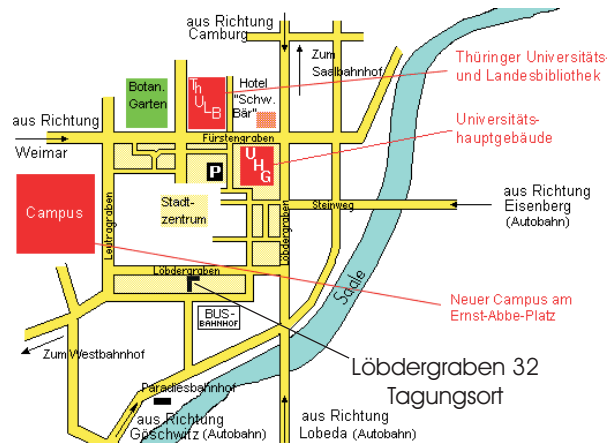 aus Richtung
Camburg
Zum
Saalbahnhof
Thüringer Universitäts-
und Landesbibliothek
Botan.
Garten
Th
U
L
B
Hotel
"Schw.
Bär"
aus Richtung
Weimar
Fürstengraben
Universitäts-
hauptgebäude
U
H
G
P
Campus
Leutragraben
Stadt-
zentrum
Löbdergraben
Steinweg
aus Richtung
Eisenberg
(Autobahn)
Löbdergraben
Saale
Neuer Campus am
Ernst-Abbe-Platz
BUS-
BAHNHOF
Zum Westbahnhof
Löbdergraben 32
Tagungsort
Paradiesbahnhof
aus Richtung
Göschwitz (Autobahn)
aus Richtung
Lobeda (Autobahn)